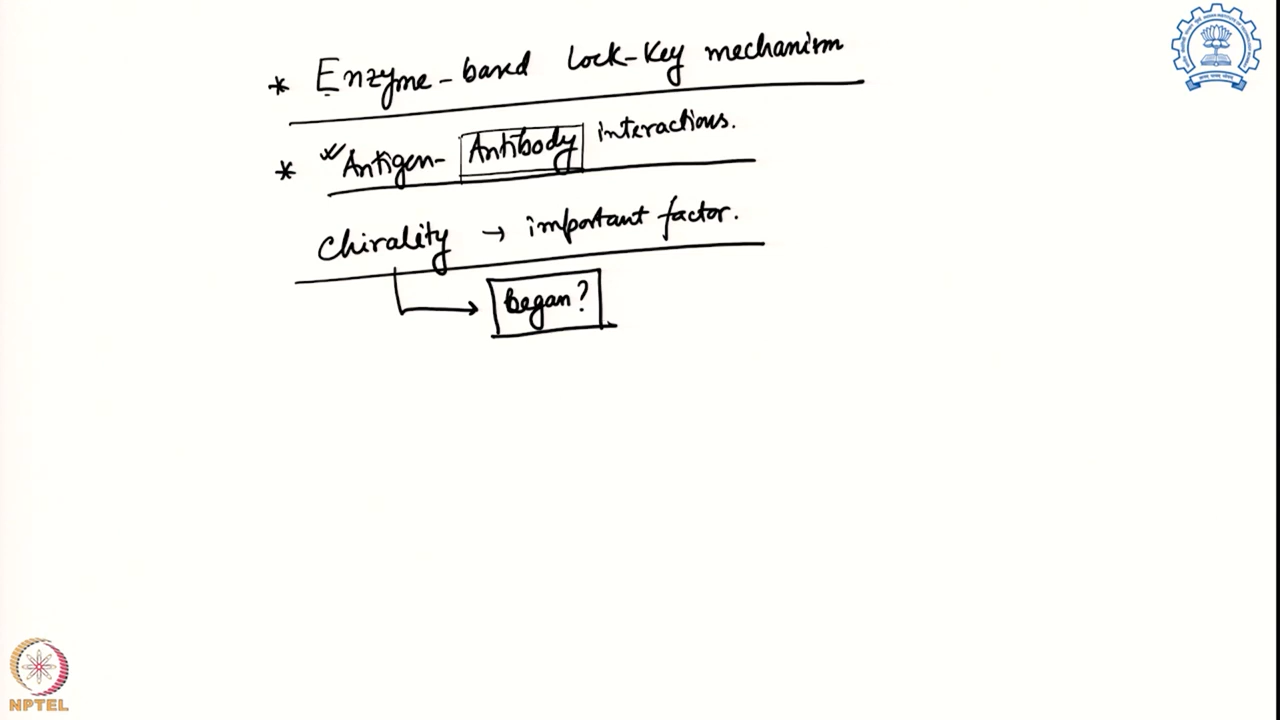 * Enzyme-based Lock-Key mechanism
* Antigen- Antibody interactions.
Chirality → important factor.
Began?
NPTEL